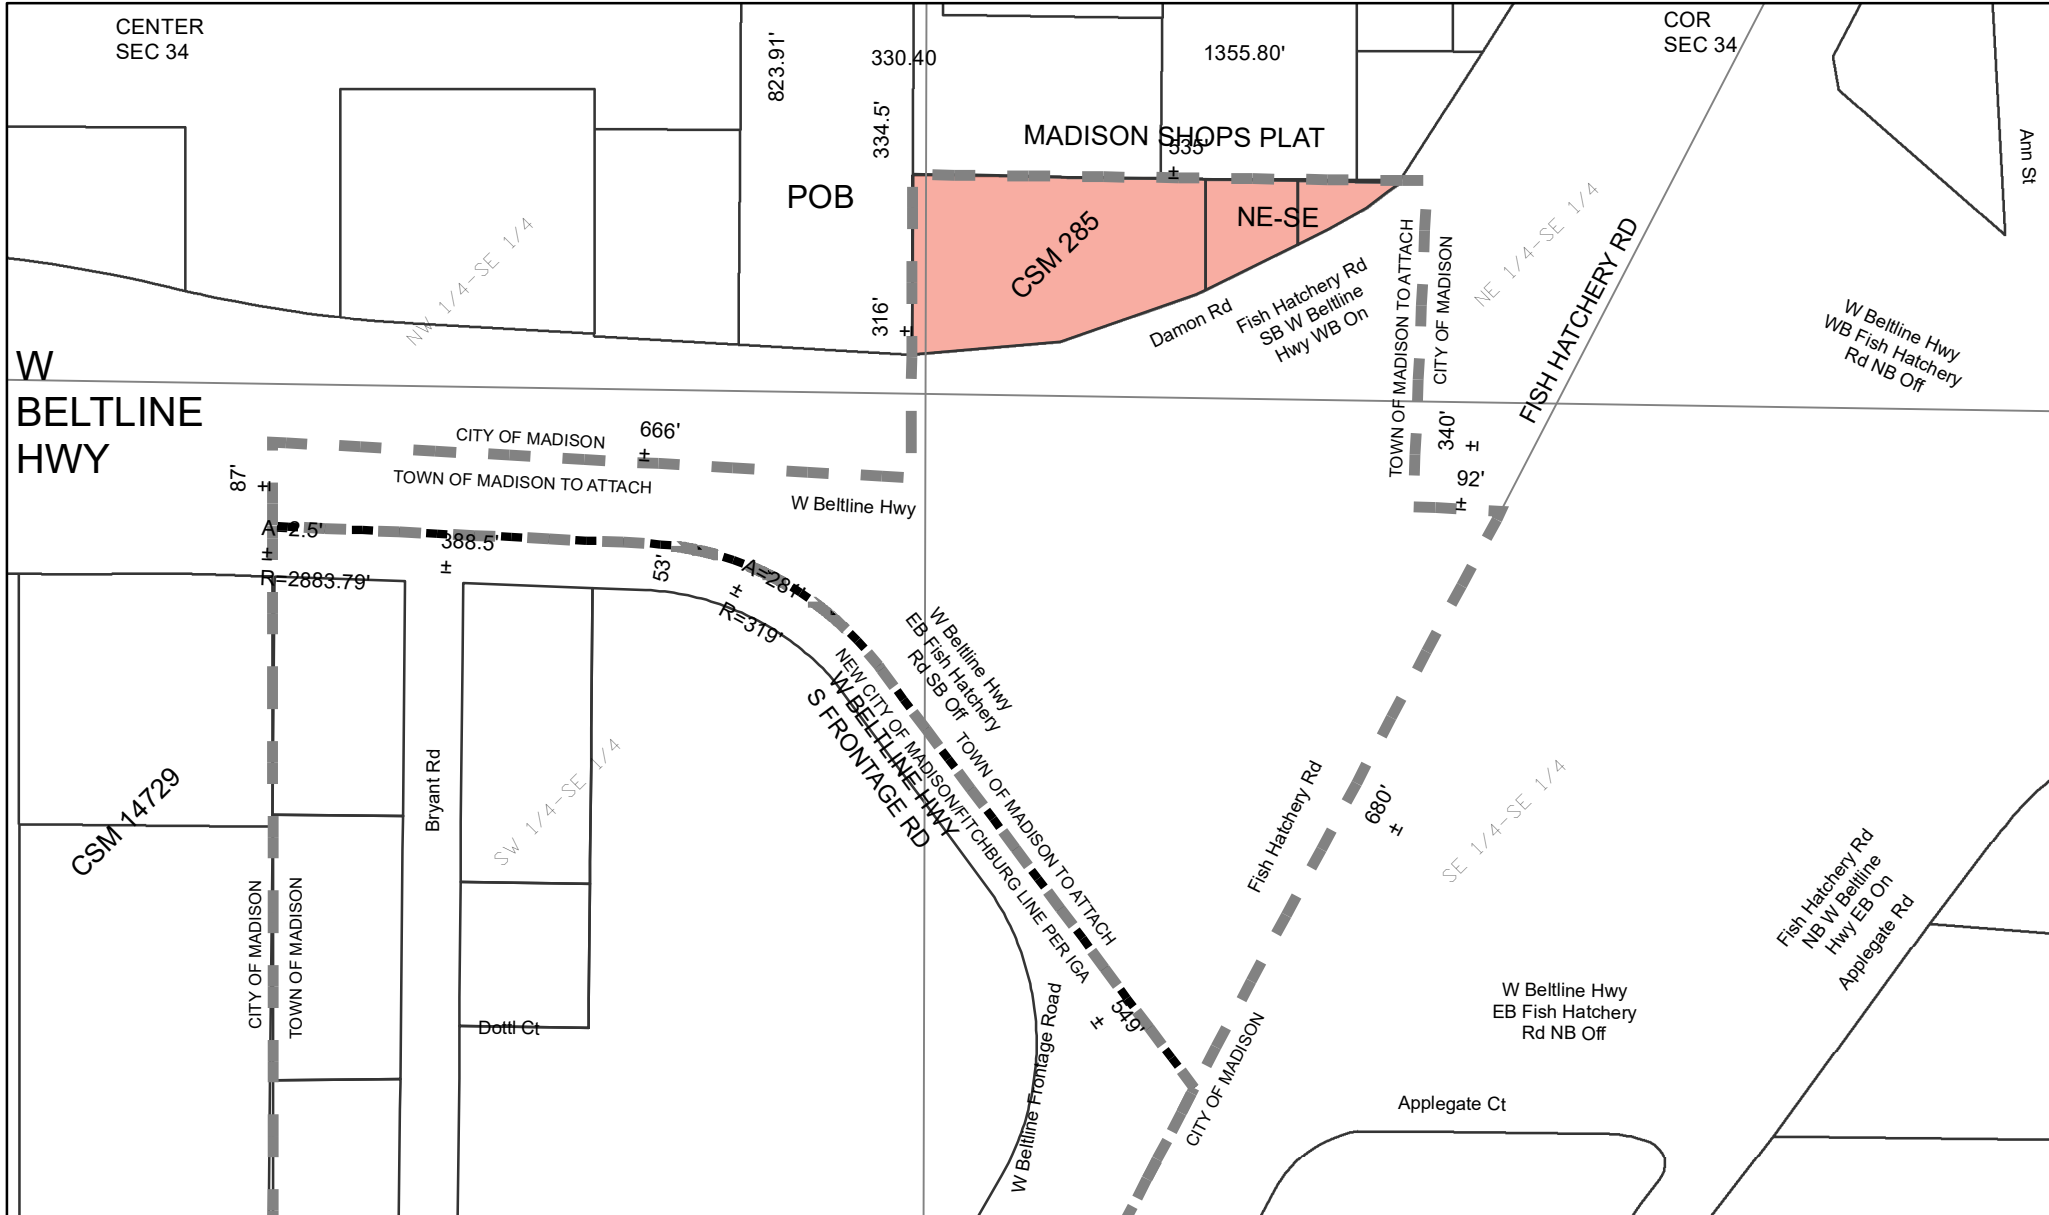 CENTER
SEC 34
823.91'
330.40
1355.80'
COR
SEC 34
334.5'
MADISON SHOPS PLAT
535'
±
Ann St
POB
NE-SE
CSM 285
NW 1/4-SE 1/4
NE 1/4-SE 1/4
316'
±
Damon Rd
Fish Hatchery Rd
SB W Beltline
Hwy WB On
TOWN OF MADISON TO ATTACH
CITY OF MADISON
FISH HATCHERY RD
W Beltline Hwy
WB Fish Hatchery
Rd NB Off
W
BELTLINE
HWY
CITY OF MADISON
666'
±
TOWN OF MADISON TO ATTACH
340'
±
92'
±
87'
±
W Beltline Hwy
A=2.5'
±
R=2883.79'
388.5'
±
53'
A=281'
±
R=319'
W Beltline Hwy
EB Fish Hatchery
Rd SB Off
NEW CITY OF MADISON/FITCHBURG LINE PER IGA
W BELTLINE HWY
S FRONTAGE RD
TOWN OF MADISON TO ATTACH
Bryant Rd
SW 1/4-SE 1/4
CSM 14729
Fish Hatchery Rd
680'
±
SE 1/4-SE 1/4
Fish Hatchery Rd
NB W Beltline
Hwy EB On
Applegate Rd
CITY OF MADISON
TOWN OF MADISON
W Beltline Hwy
EB Fish Hatchery
Rd NB Off
549'
±
Dottl Ct
W Beltline Frontage Road
CITY OF MADISON
Applegate Ct